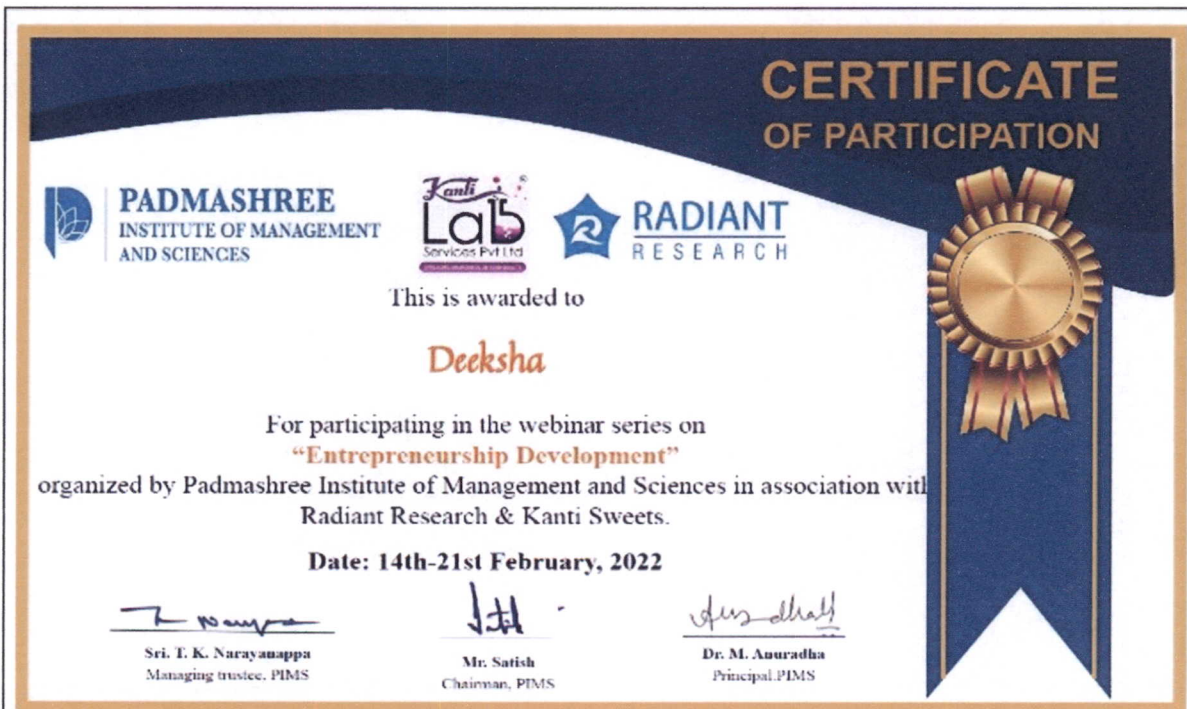 CERTIFICATE
OF PARTICIPATION
PADMASHREE
INSTITUTE OF MANAGEMENT
AND SCIENCES
Kanti
Lab
Services Pvt Ltd
RADIANT
RESEARCH
This is awarded to
Deeksha
For participating in the webinar series on
“Entrepreneurship Development”
organized by Padmashree Institute of Management and Sciences in association with
Radiant Research & Kanti Sweets.
Date: 14th-21st February, 2022
Sri. T. K. Narayanappa
Managing trustee, PIMS
Mr. Satish
Chairman, PIMS
Dr. M. Anuradha
Principal.PIMS